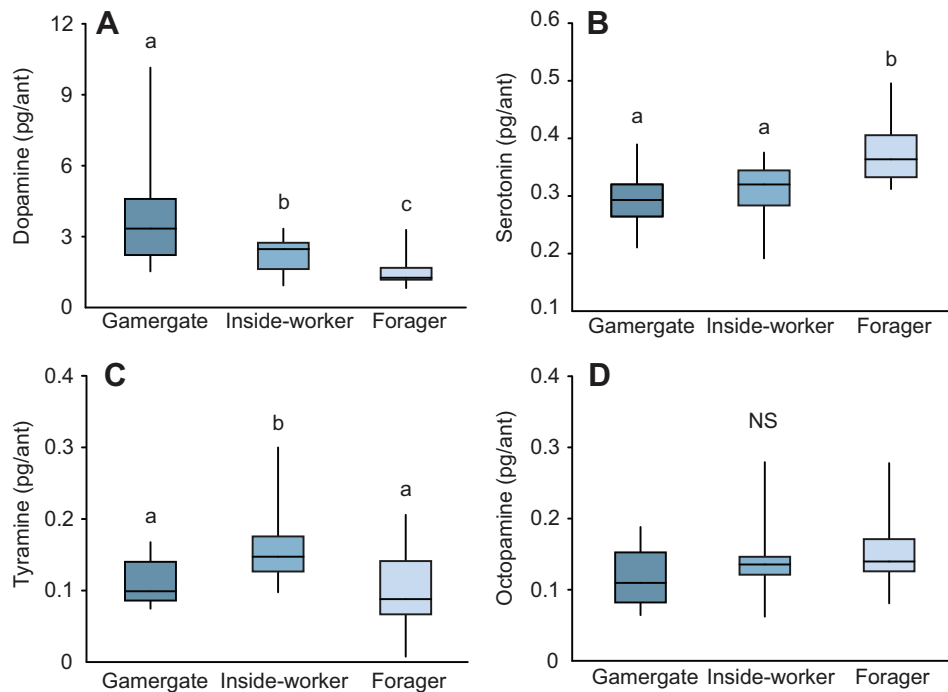 A
Dopamine (pg/ant)
12
9
6
3
0
a
b
c
Gamergate Inside-worker Forager
B
Serotonin (pg/ant)
0.6
0.5
0.4
0.3
0.2
0.1
a
a
b
Gamergate Inside-worker Forager
C
Tyramine (pg/ant)
0.4
0.3
0.2
0.1
0
a
b
a
Gamergate Inside-worker Forager
D
Octopamine (pg/ant)
0.4
0.3
0.2
0.1
0
NS
Gamergate Inside-worker Forager